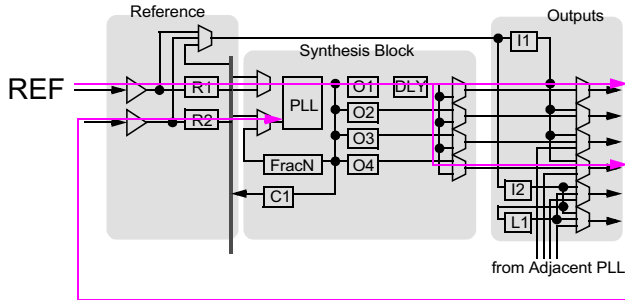 Reference
Outputs
I1
Synthesis Block
REF
R1
PLL
O1
DLY
R2
O2
O3
FracN
O4
C1
I2
L1
from Adjacent PLL